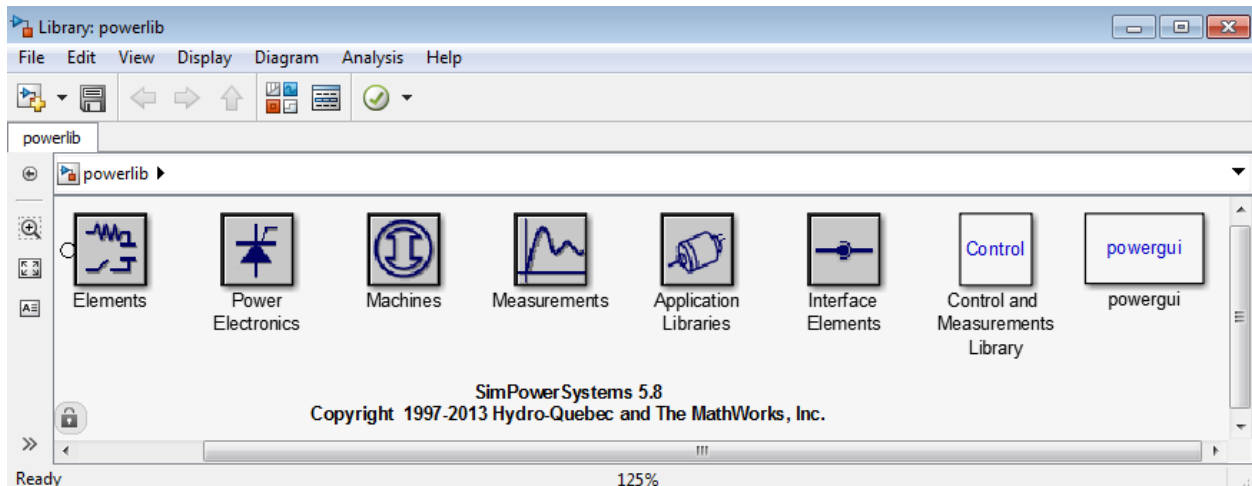 Library: powerlib
File Edit View Display Diagram Analysis Help
powerlib
powerlib
Control powergui
Elements Power Electronics Machines Measurements Application Libraries Interface Elements Control and Measurements Library powergui
SimPowerSystems 5.8
Copyright 1997-2013 Hydro-Quebec and The MathWorks, Inc.
Ready 125%